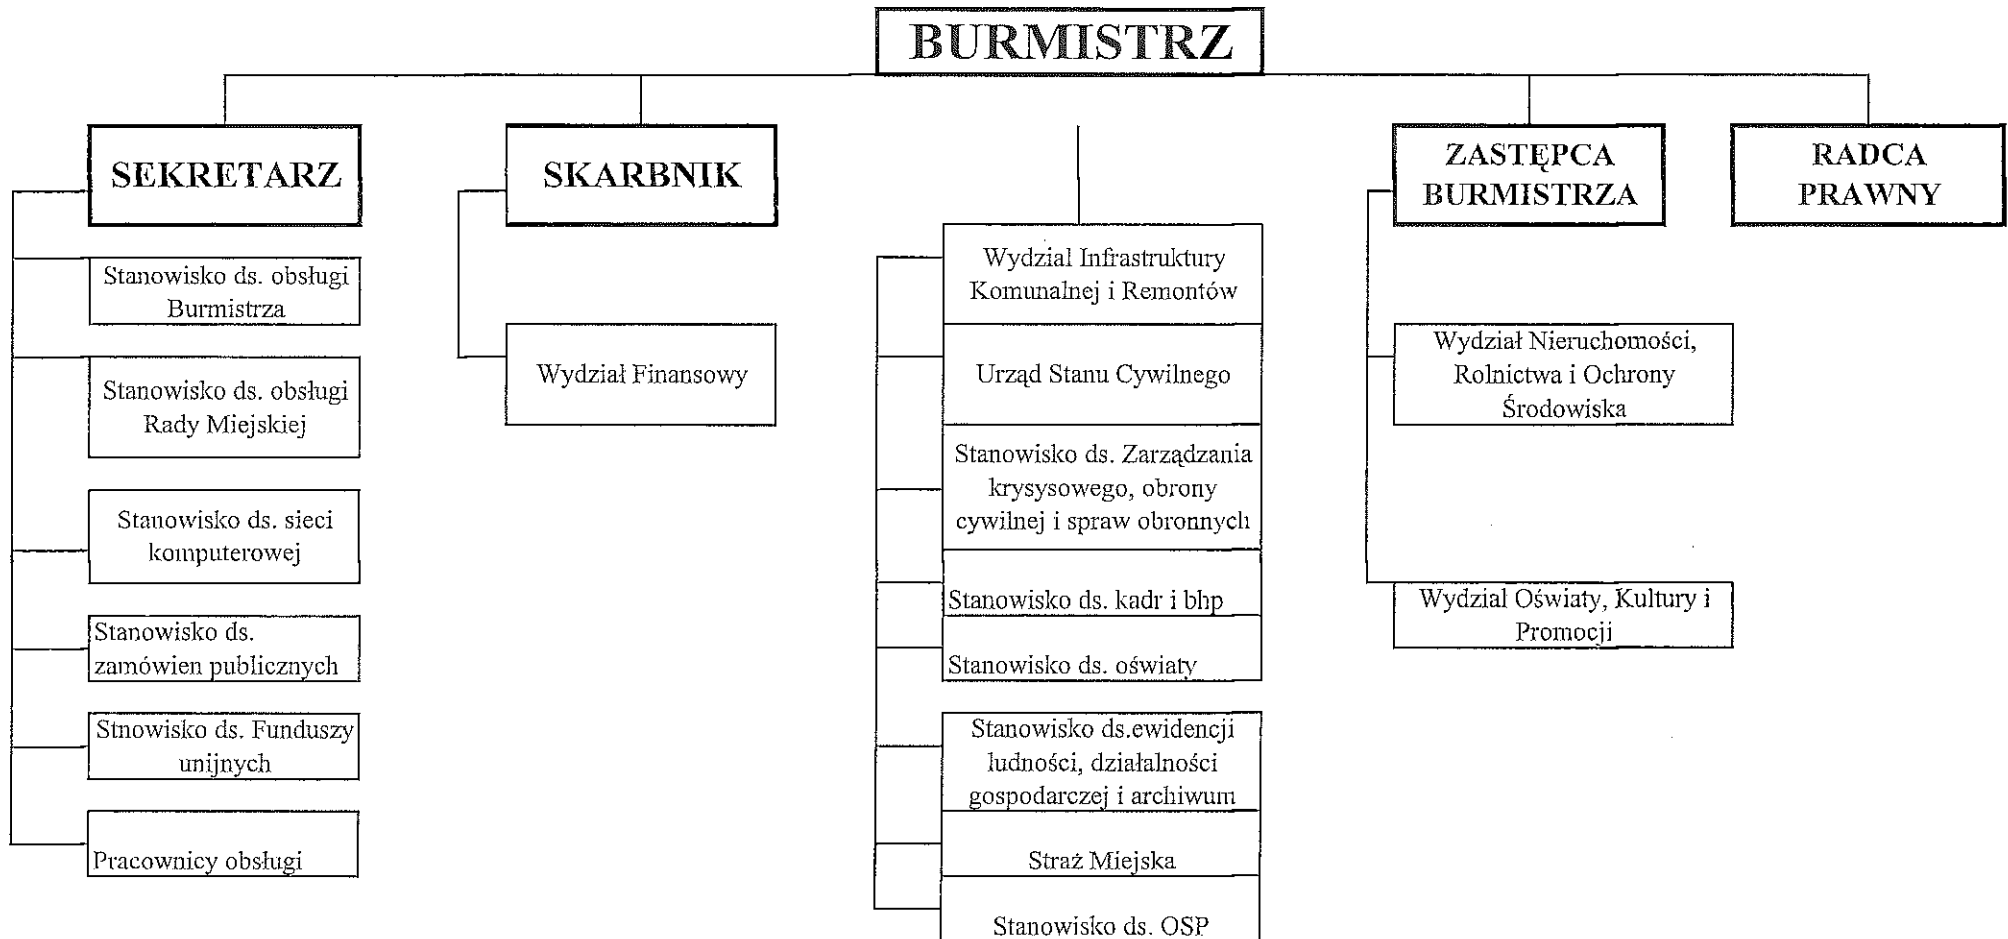 BURMISTRZ
SEKRETARZ
Stanowisko ds. obsługi
Burmistrza
Stanowisko ds. obsługi
Rady Miejskiej
Stanowisko ds. sieci
komputerowej
Stanowisko ds.
zamówien publicznych
Stnowisko ds. Funduszy
unijnych
Pracownicy obsługi
SKARBNIK
Wydział Finansowy
Wydział Infrastruktury
Komunalnej i Remontów
Urząd Stanu Cywilnego
Stanowisko ds. Zarządzania
krysysowego, obrony
cywilnej i spraw obronnych
Stanowisko ds. kadr i bhp
Stanowisko ds. oświaty
Stanowisko ds.ewidencji
ludności, działalności
gospodarczej i archiwum
Straż Miejska
Stanowisko ds. OSP
ZASTĘPCA
BURMISTRZA
Wydział Nieruchomości,
Rolnictwa i Ochrony
Środowiska
Wydział Oświaty, Kultury i
Promocji
RADCA
PRAWNY